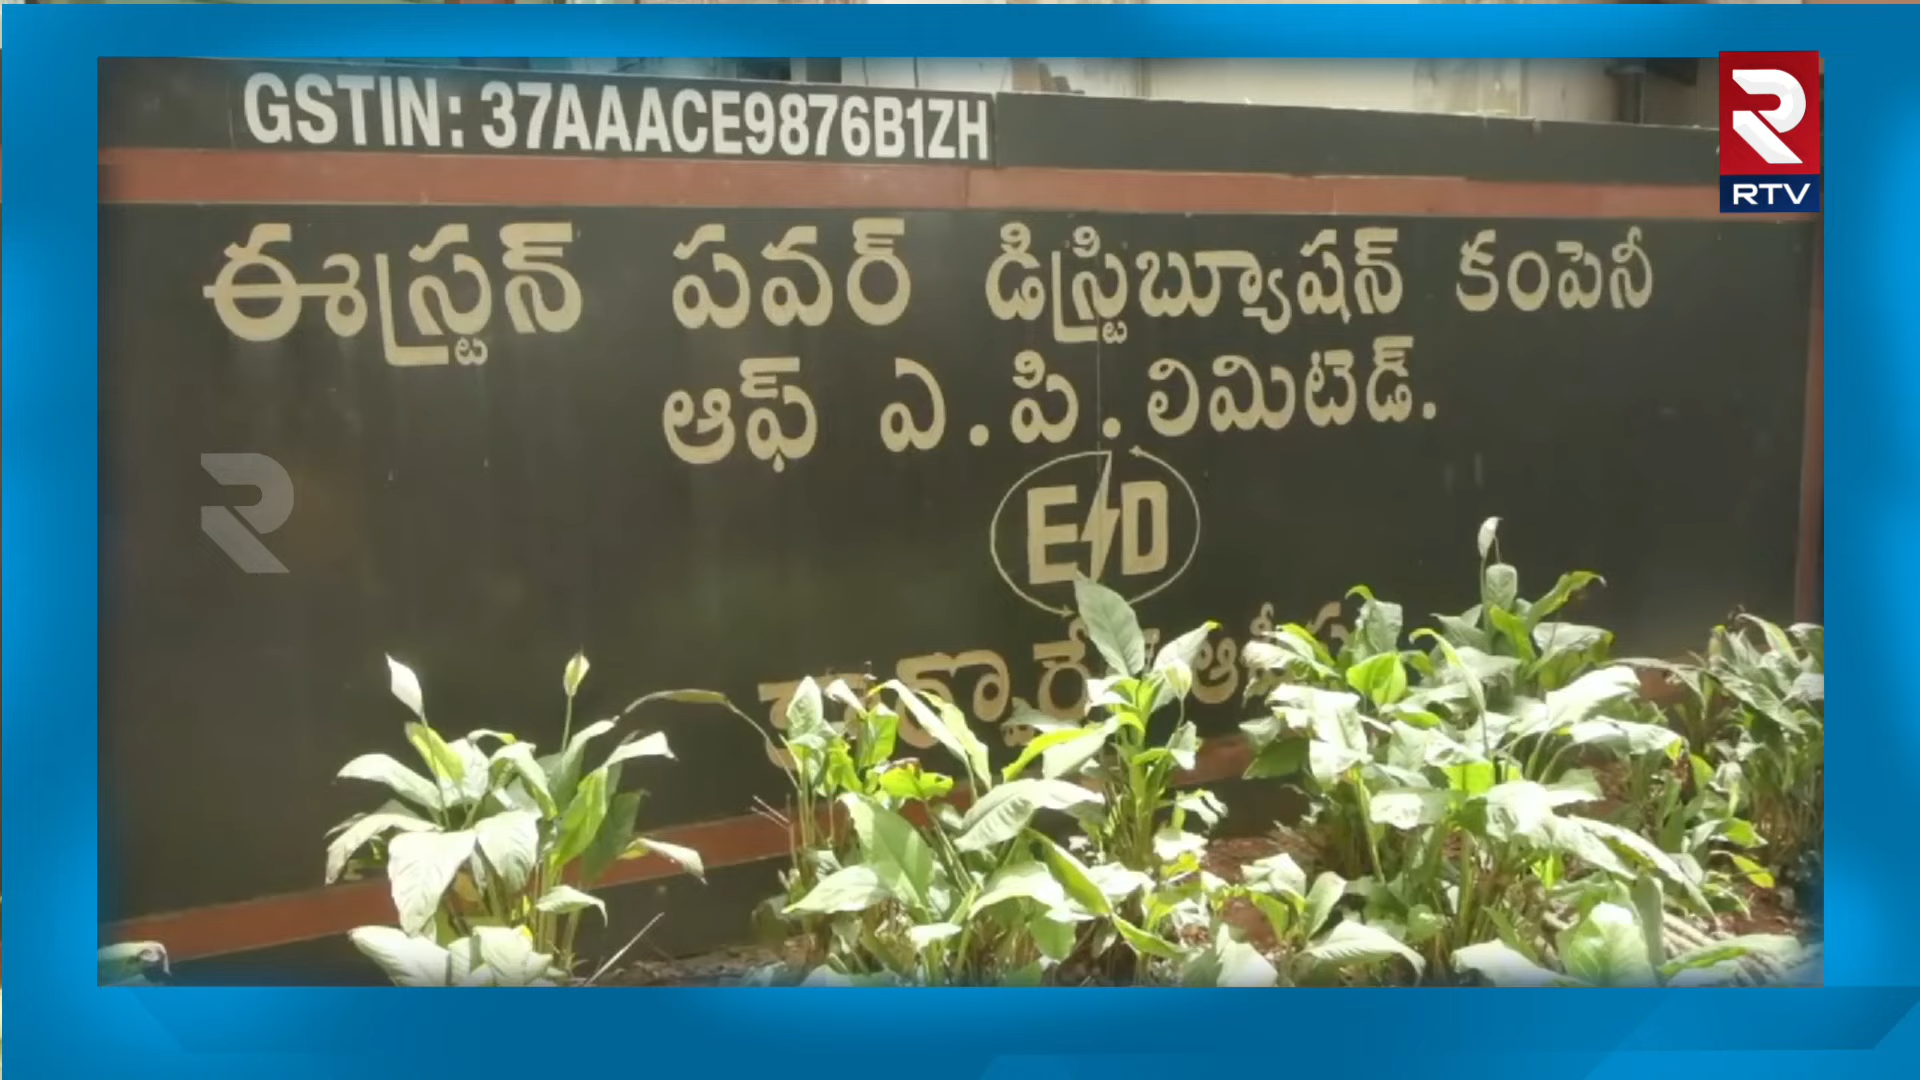 GSTIN: 37AAACE9876B1ZH
RTV
ఈస్ట్రన్ పవర్ డిస్ట్రిబ్యూషన్ కంపెనీ
ఆఫ్ ఎ.పి.లిమిటెడ్.
E D